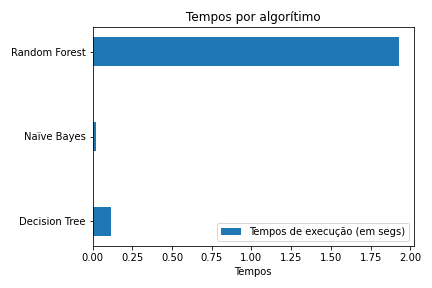 Tempos por algorítimo
Random Forest
Naïve Bayes
Decision Tree
Tempos de execução (em segs)
0.00 0.25 0.50 0.75 1.00 1.25 1.50 1.75 2.00
Tempos